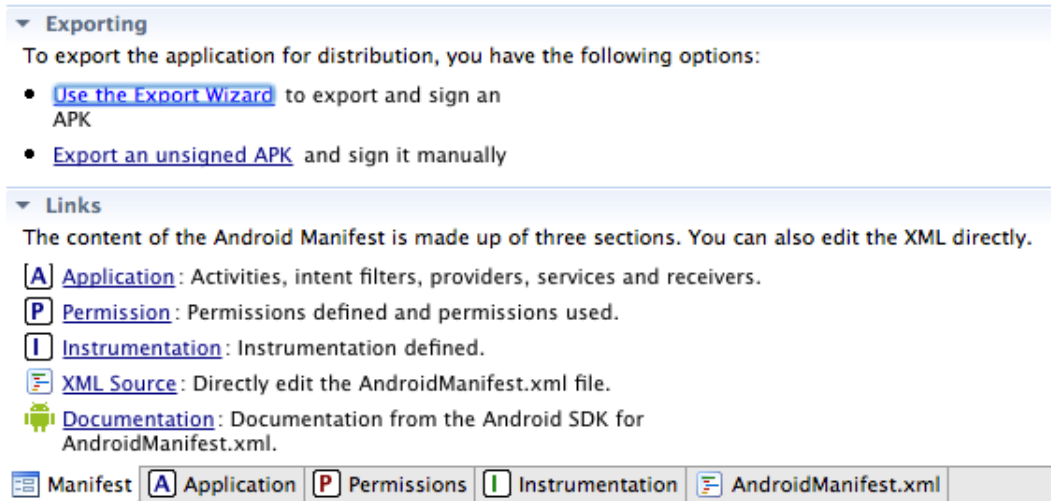 Exporting
To export the application for distribution, you have the following options:
Use the Export Wizard to export and sign an
APK
Export an unsigned APK and sign it manually
Links
The content of the Android Manifest is made up of three sections. You can also edit the XML directly.
A Application: Activities, intent filters, providers, services and receivers.
P Permission: Permissions defined and permissions used.
I Instrumentation: Instrumentation defined.
XML Source: Directly edit the AndroidManifest.xml file.
Documentation: Documentation from the Android SDK for
AndroidManifest.xml.
Manifest A Application P Permissions I Instrumentation AndroidManifest.xml